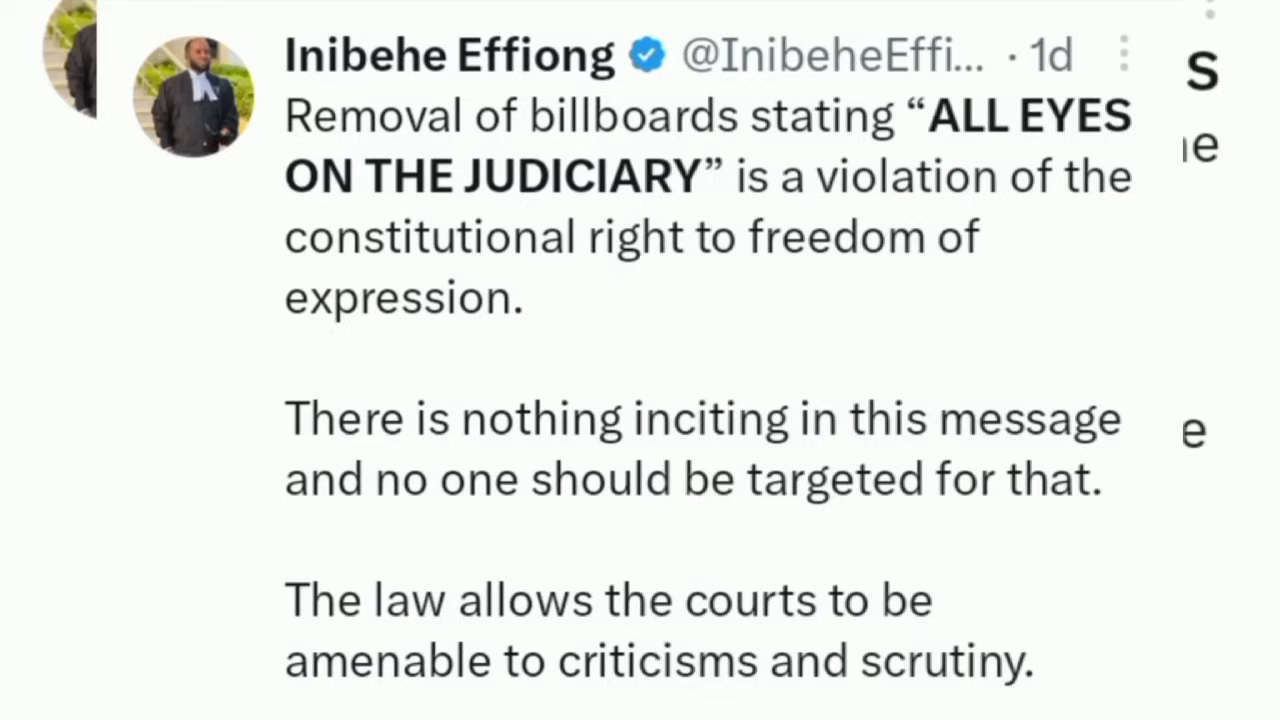 Inibehe Effiong @InibeheEffi... · 1d
Removal of billboards stating “ALL EYES
ON THE JUDICIARY” is a violation of the
constitutional right to freedom of
expression.
There is nothing inciting in this message
and no one should be targeted for that.
The law allows the courts to be
amenable to criticisms and scrutiny.